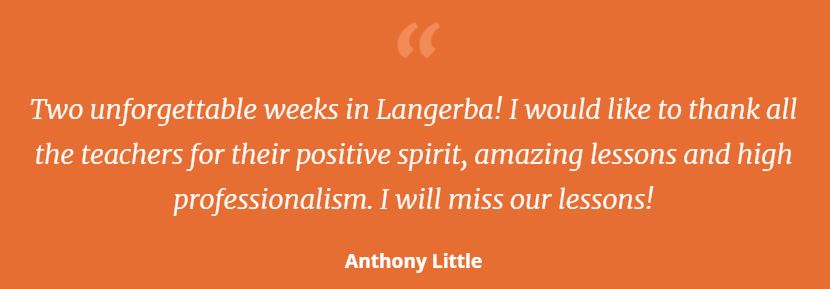 “
Two unforgettable weeks in Langerba! I would like to thank all
the teachers for their positive spirit, amazing lessons and high
professionalism. I will miss our lessons!
Anthony Little